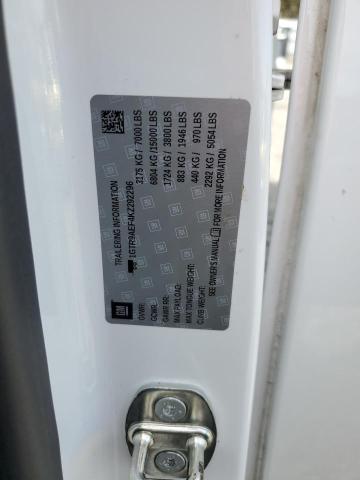 TRAILERING INFORMATION
1GTR9AEF4KZ292296
GVWR: 3175 KG / 7000 LBS
GCWR: 6804 KG / 15000 LBS
GAWR RR: 1724 KG / 3800 LBS
MAX PAYLOAD: 883 KG / 1946 LBS
MAX TONGUE WEIGHT: 440 KG / 970 LBS
CURB WEIGHT: 2292 KG / 5054 LBS
SEE OWNER'S MANUAL FOR MORE INFORMATION
GM